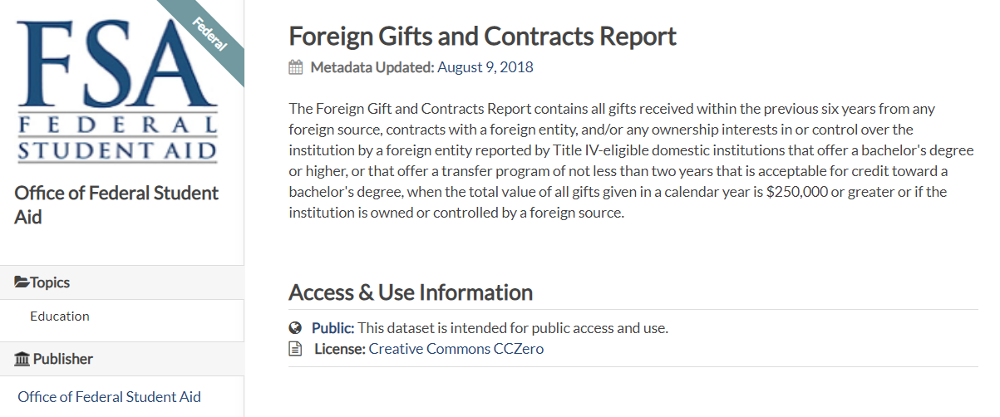 FSA
FEDERAL
STUDENT AID
Federal
Office of Federal Student
Aid
Topics
Education
Publisher
Office of Federal Student Aid
Foreign Gifts and Contracts Report
Metadata Updated: August 9, 2018
The Foreign Gift and Contracts Report contains all gifts received within the previous six years from any
foreign source, contracts with a foreign entity, and/or any ownership interests in or control over the
institution by a foreign entity reported by Title IV-eligible domestic institutions that offer a bachelor's degree
or higher, or that offer a transfer program of not less than two years that is acceptable for credit toward a
bachelor's degree, when the total value of all gifts given in a calendar year is $250,000 or greater or if the
institution is owned or controlled by a foreign source.
Access & Use Information
Public: This dataset is intended for public access and use.
License: Creative Commons CCZero